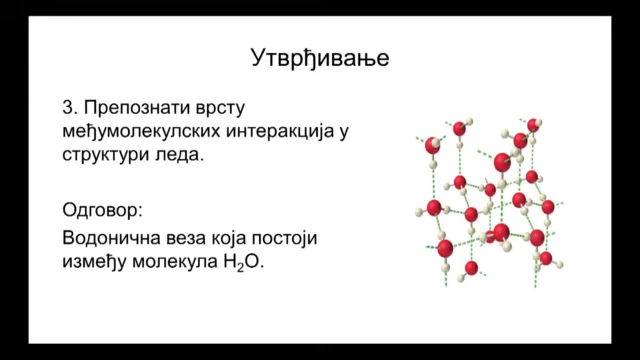 Утврђивање
3. Препознати врсту
међумолекулских интеракција у
структури леда.
Одговор:
Водонична веза која постоји
између молекула H₂O.